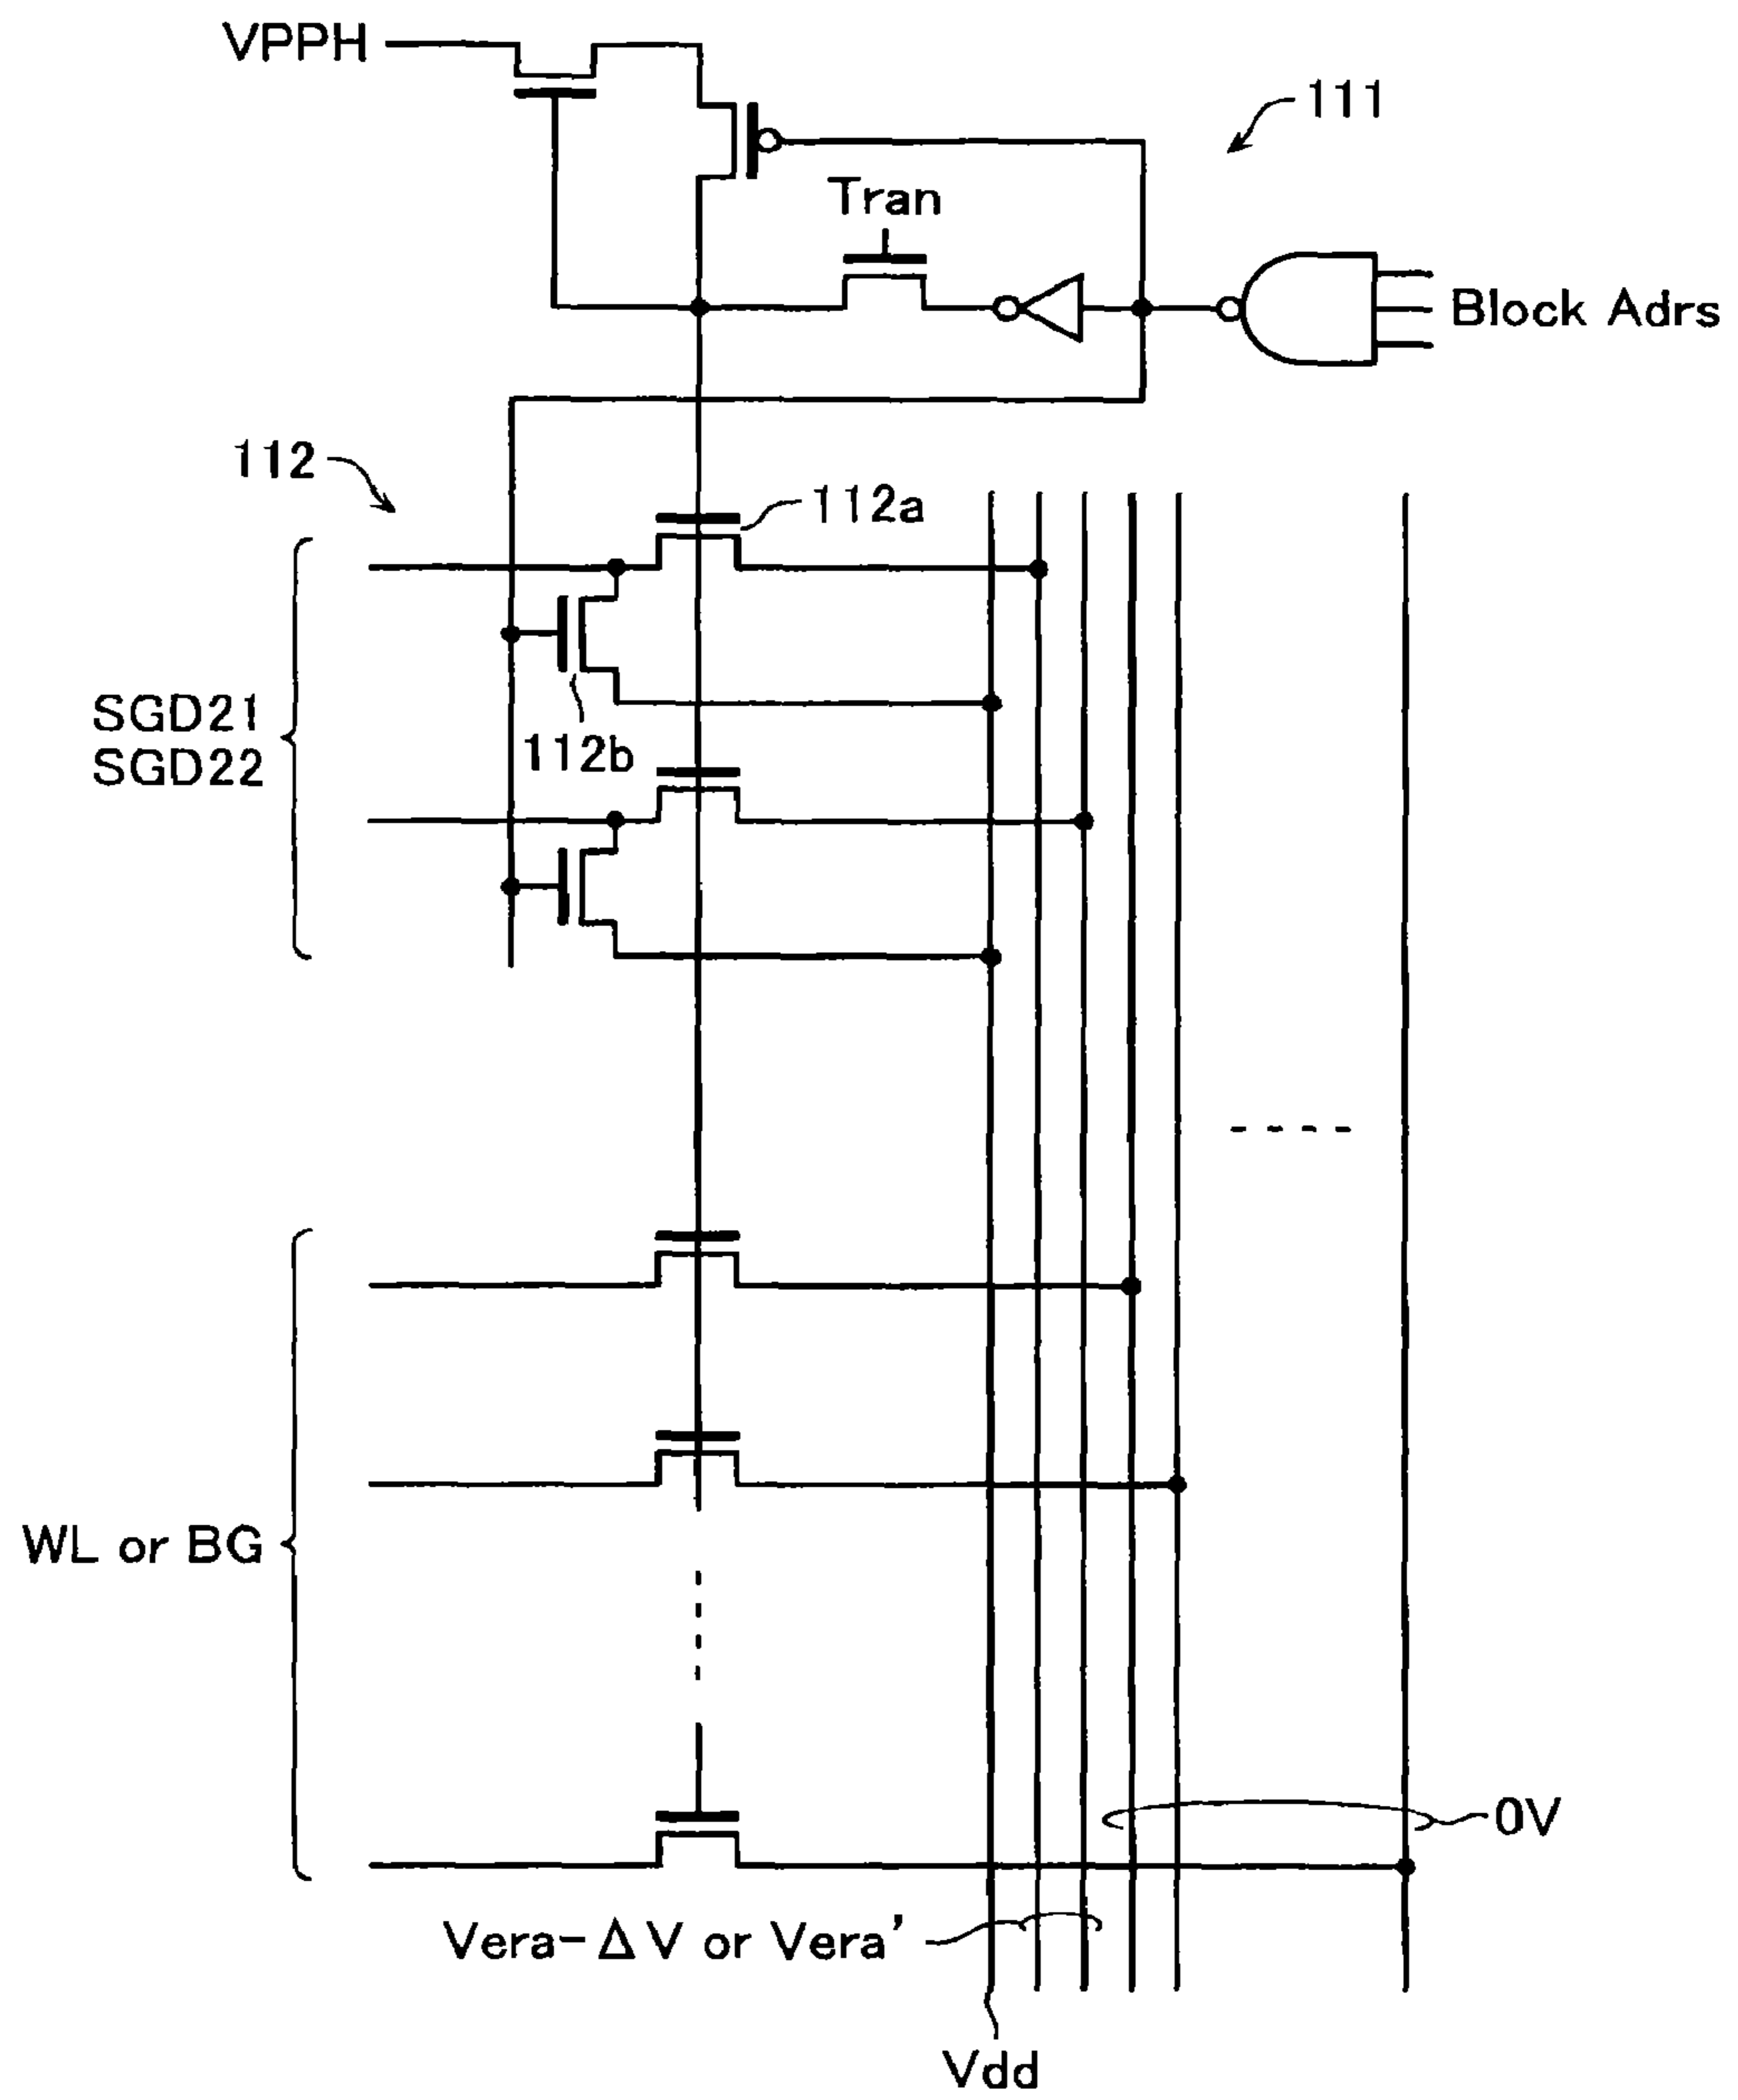 VPPH
111
Tran
Block Adrs
112
112a
SGD21
SGD22
112b
WL or BG
0V
Vera-ΔV or Vera'
Vdd